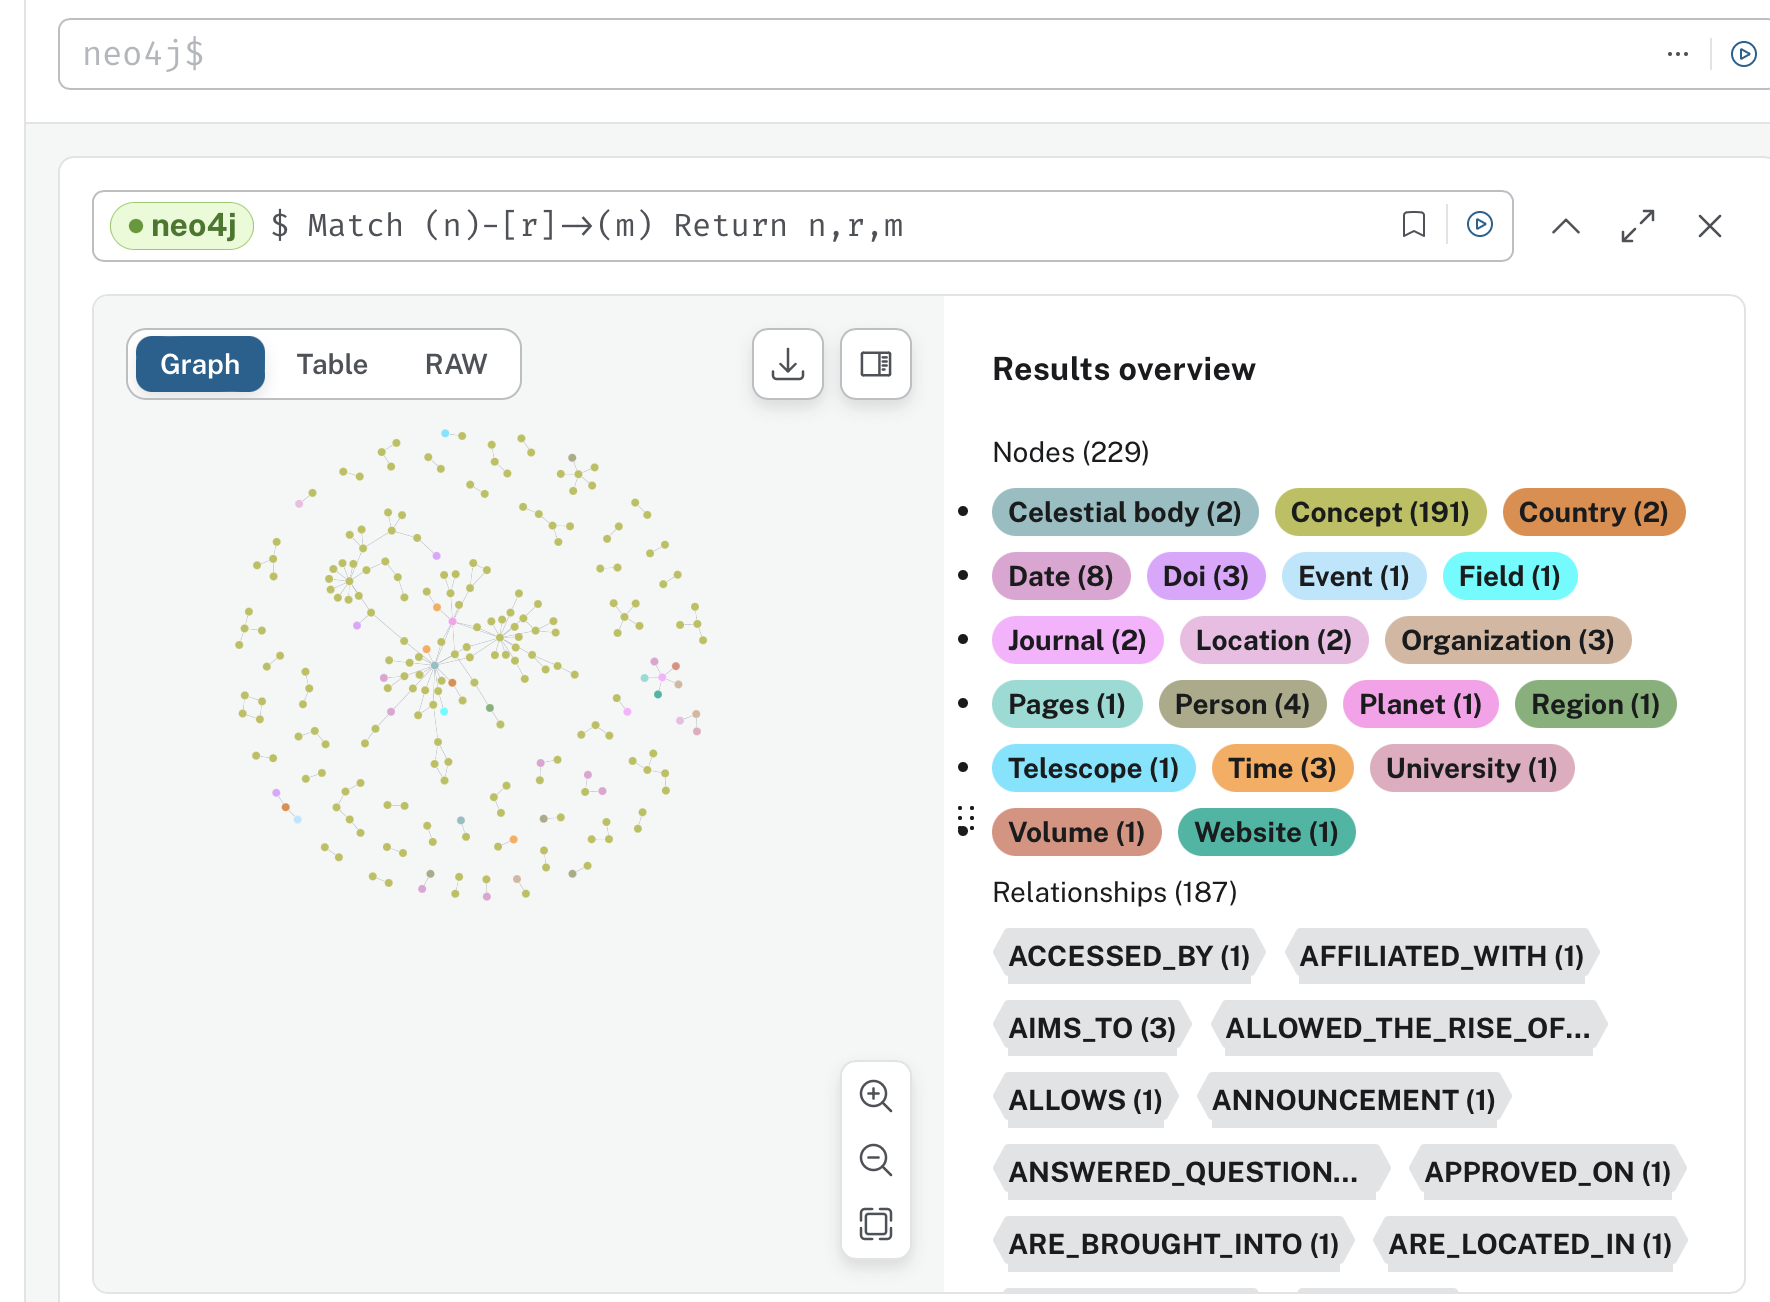 neo4j$
neo4j $ Match (n)-[r]->(m) Return n,r,m
Graph Table RAW
Results overview
Nodes (229)
Celestial body (2) Concept (191) Country (2)
Date (8) Doi (3) Event (1) Field (1)
Journal (2) Location (2) Organization (3)
Pages (1) Person (4) Planet (1) Region (1)
Telescope (1) Time (3) University (1)
Volume (1) Website (1)
Relationships (187)
ACCESSED_BY (1) AFFILIATED_WITH (1)
AIMS_TO (3) ALLOWED_THE_RISE_OF...
ALLOWS (1) ANNOUNCEMENT (1)
ANSWERED_QUESTION... APPROVED_ON (1)
ARE_BROUGHT_INTO (1) ARE_LOCATED_IN (1)